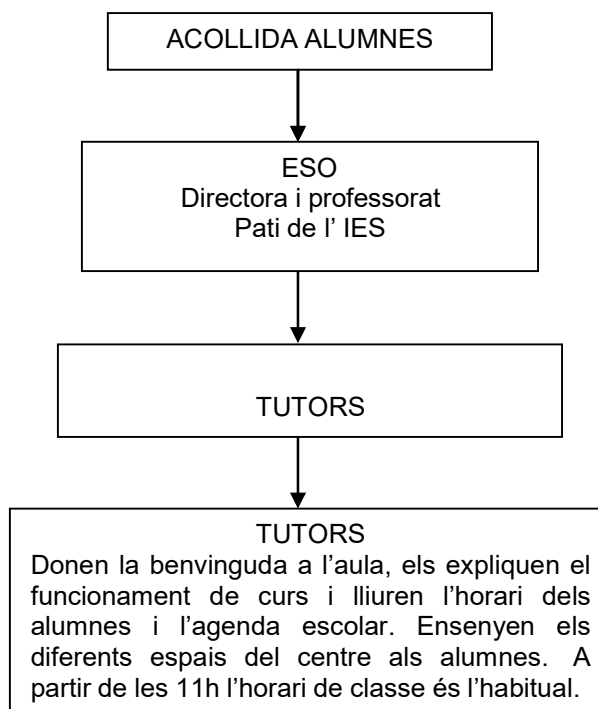 ACOLLIDA ALUMNES
ESO
Directora i professorat
Pati de l’ IES
TUTORS
TUTORS
Donen la benvinguda a l’aula, els expliquen el
funcionament de curs i lliuren l’horari dels
alumnes i l’agenda escolar. Ensenyen els
diferents espais del centre als alumnes. A
partir de les 11h l’horari de classe és l’habitual.